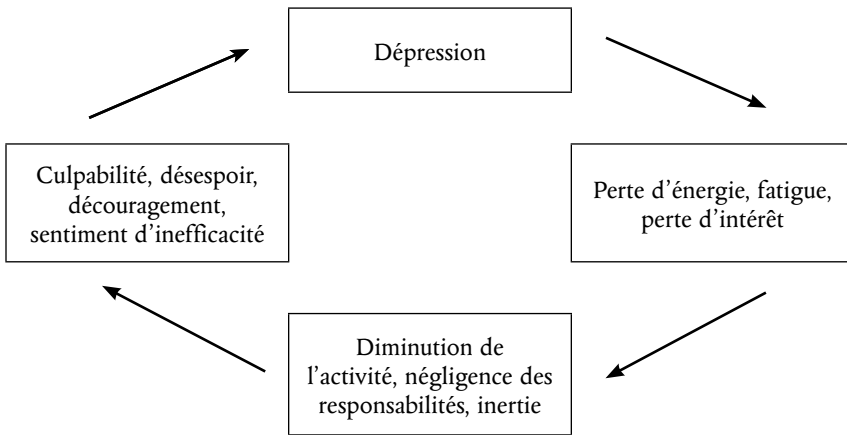 Dépression
Culpabilité, désespoir,
découragement,
sentiment d'inefficacité
Perte d'énergie, fatigue,
perte d'intérêt
Diminution de
l'activité, négligence des
responsabilités, inertie